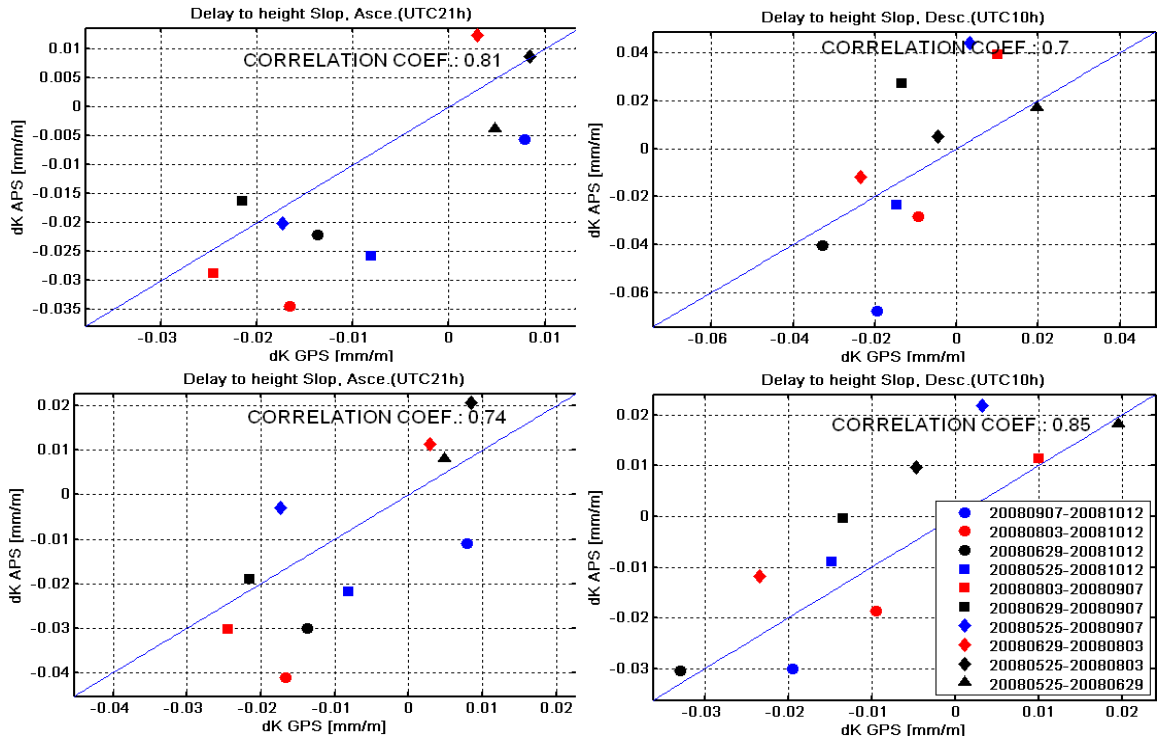 Delay to height Slop, Asce.(UTC21h)
CORRELATION COEF.: 0.81
0.01
0.005
0
-0.005
-0.01
-0.015
-0.02
-0.025
-0.03
-0.035
dK APS [mm/m]
-0.03 -0.02 -0.01 0 0.01
dK GPS [mm/m]
Delay to height Slop, Desc.(UTC10h)
CORRELATION COEF.: 0.7
0.04
0.02
0
-0.02
-0.04
-0.06
dK APS [mm/m]
-0.06 -0.04 -0.02 0 0.02 0.04
dK GPS [mm/m]
Delay to height Slop, Asce.(UTC21h)
CORRELATION COEF.: 0.74
0.02
0.01
0
-0.01
-0.02
-0.03
-0.04
dK APS [mm/m]
-0.04 -0.03 -0.02 -0.01 0 0.01 0.02
dK GPS [mm/m]
Delay to height Slop, Desc.(UTC10h)
CORRELATION COEF.: 0.85
0.02
0.01
0
-0.01
-0.02
-0.03
dK APS [mm/m]
-0.03 -0.02 -0.01 0 0.01 0.02
dK GPS [mm/m]
20080907-20081012
20080803-20081012
20080629-20081012
20080525-20081012
20080803-20080907
20080629-20080907
20080525-20080907
20080629-20080803
20080525-20080803
20080525-20080629